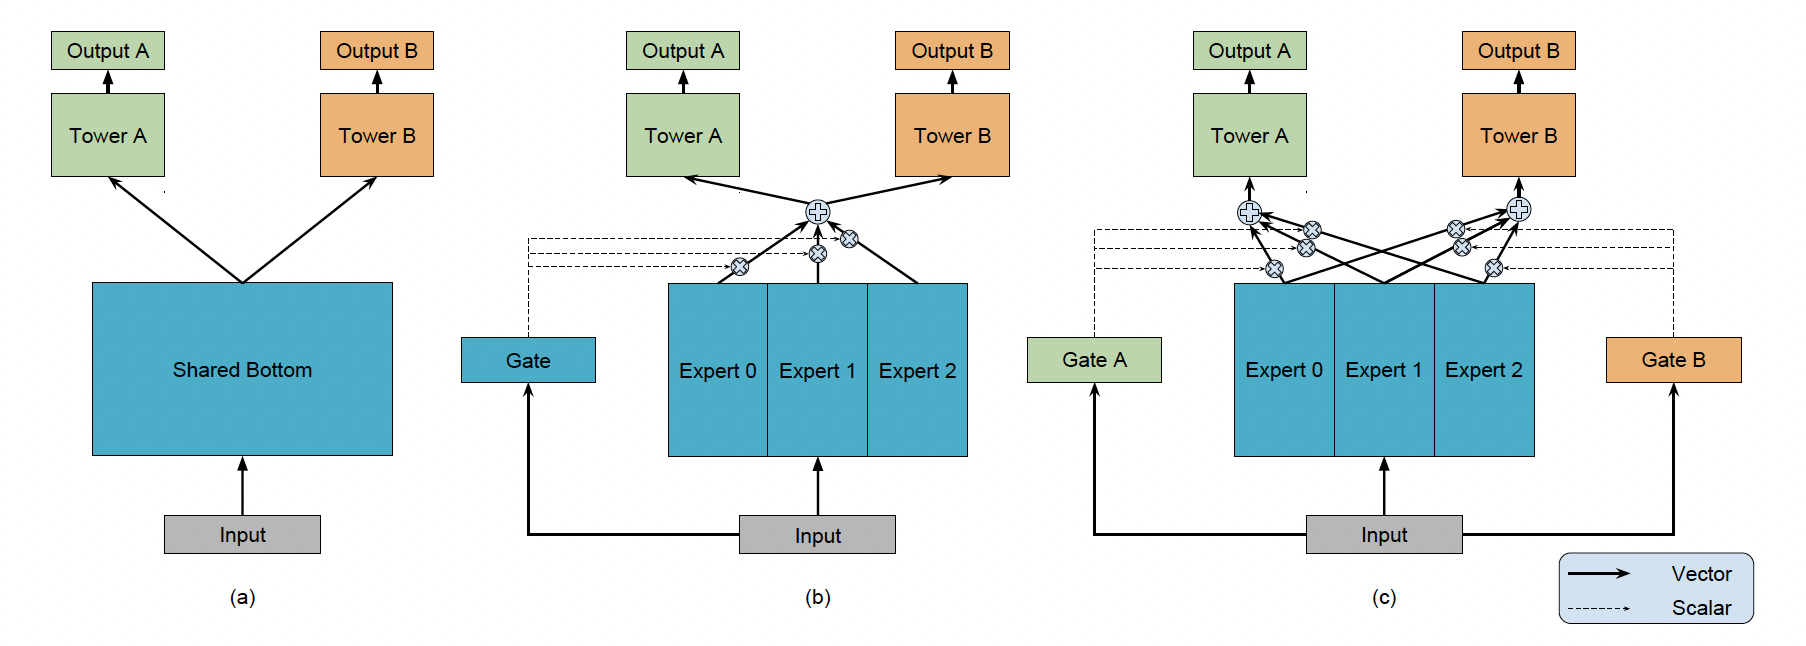 Output A
Output B
Tower A
Tower B
Shared Bottom
Input
(a)
Output A
Output B
Tower A
Tower B
Gate
Expert 0
Expert 1
Expert 2
Input
(b)
Output A
Output B
Tower A
Tower B
Gate A
Expert 0
Expert 1
Expert 2
Gate B
Input
(c)
Vector
Scalar